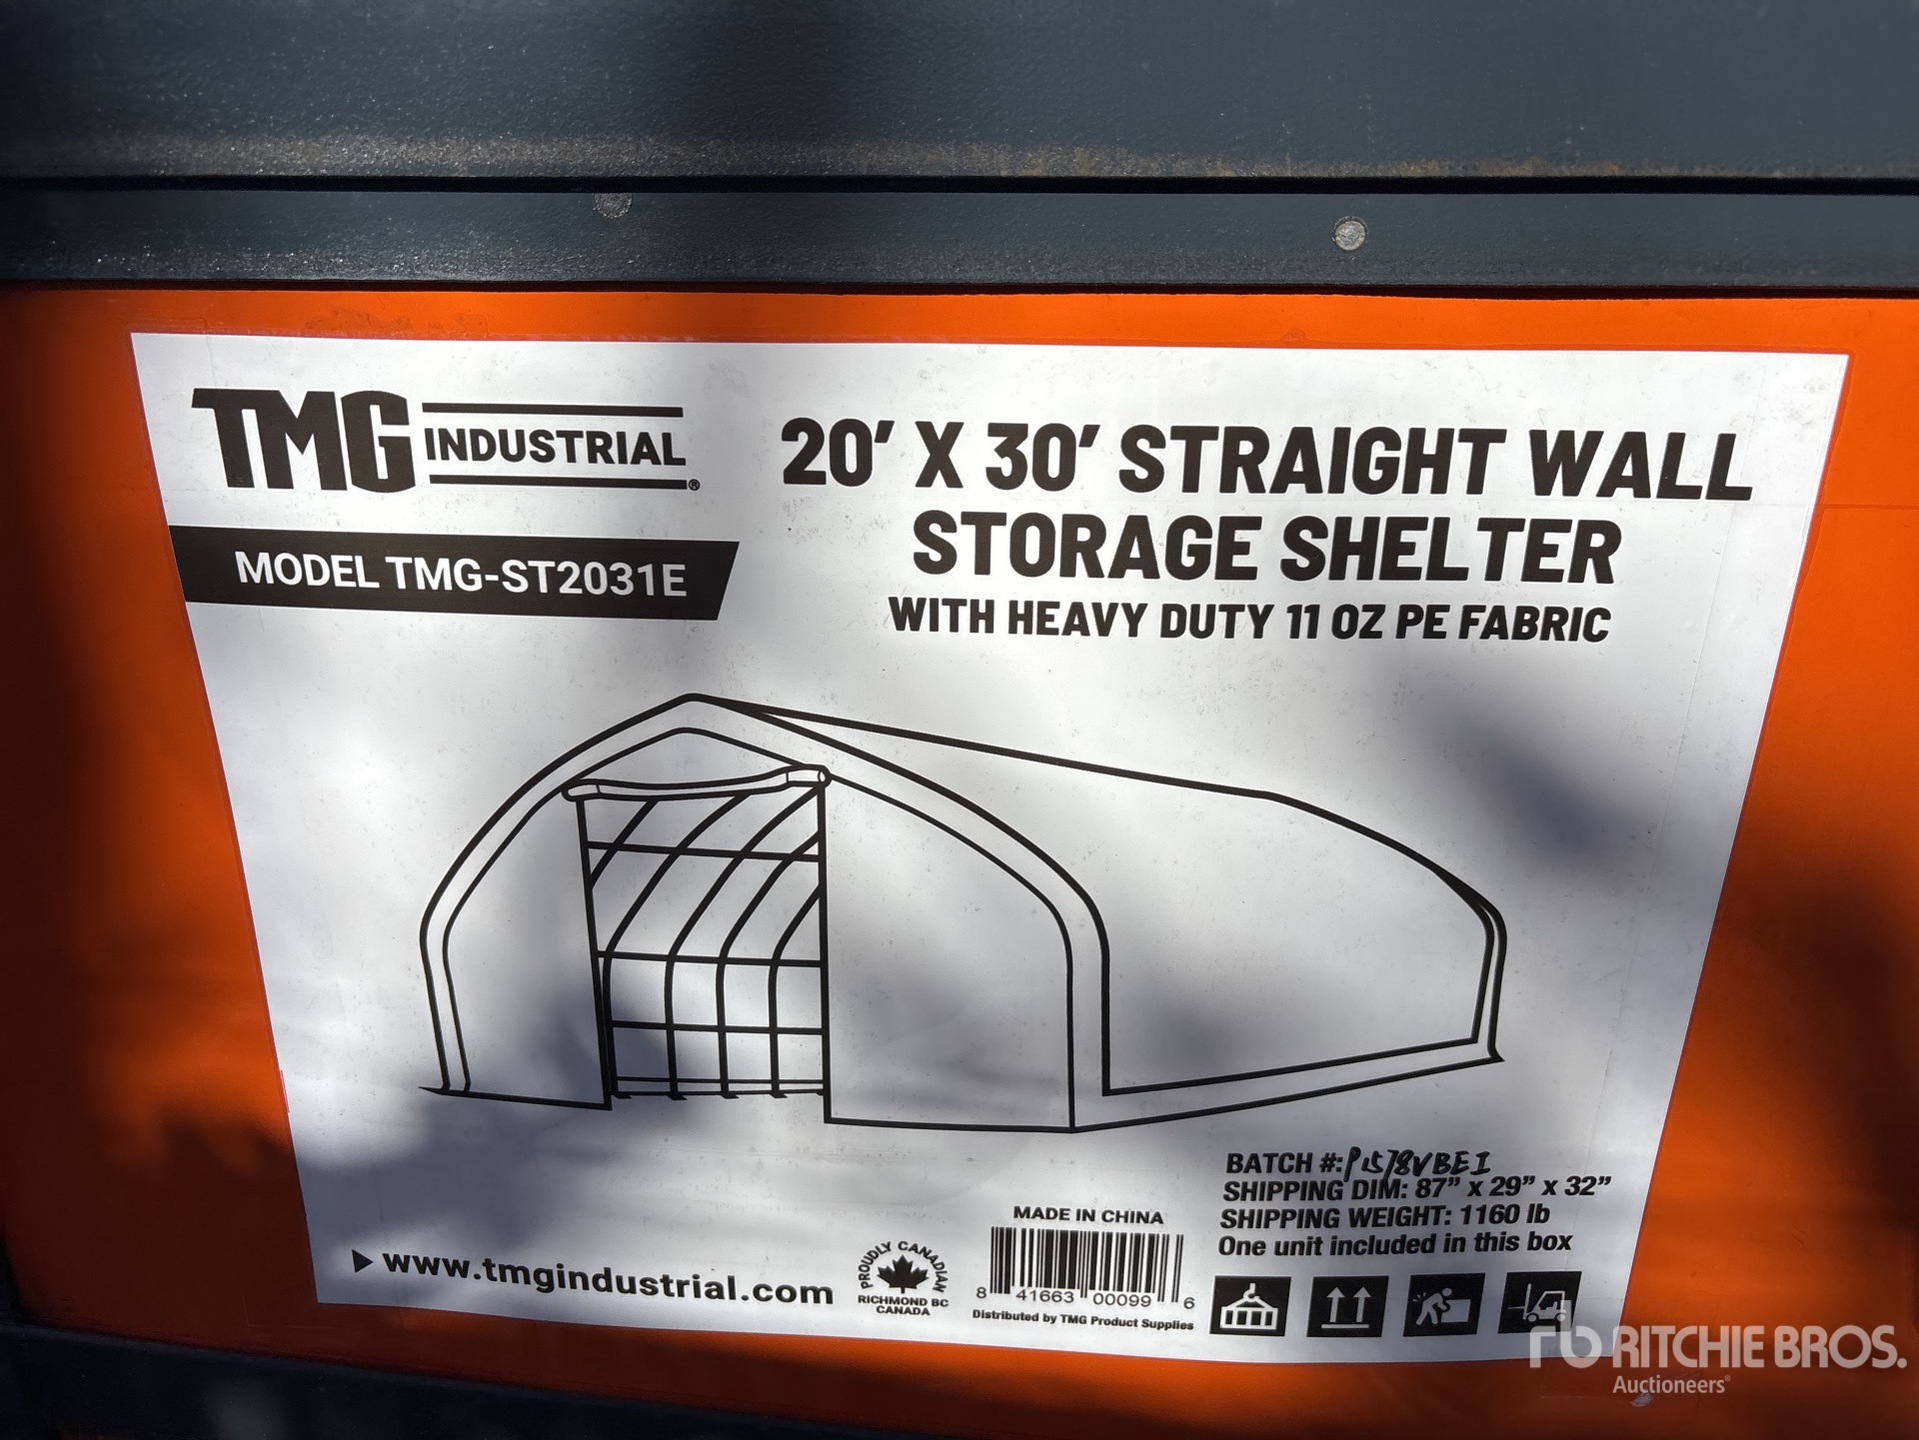 TMG INDUSTRIAL®
MODEL TMG-ST2031E
20' X 30' STRAIGHT WALL
STORAGE SHELTER
WITH HEAVY DUTY 11 OZ PE FABRIC
BATCH #:
SHIPPING DIM: 87" x 29" x 32"
SHIPPING WEIGHT: 1160 lb
One unit included in this box
www.tmgindustrial.com
PROUDLY CANADIAN
RICHMOND BC
CANADA
MADE IN CHINA
8 41663 00099 6
Distributed by TMG Product Supplies
rb RITCHIE BROS.
Auctioneers®